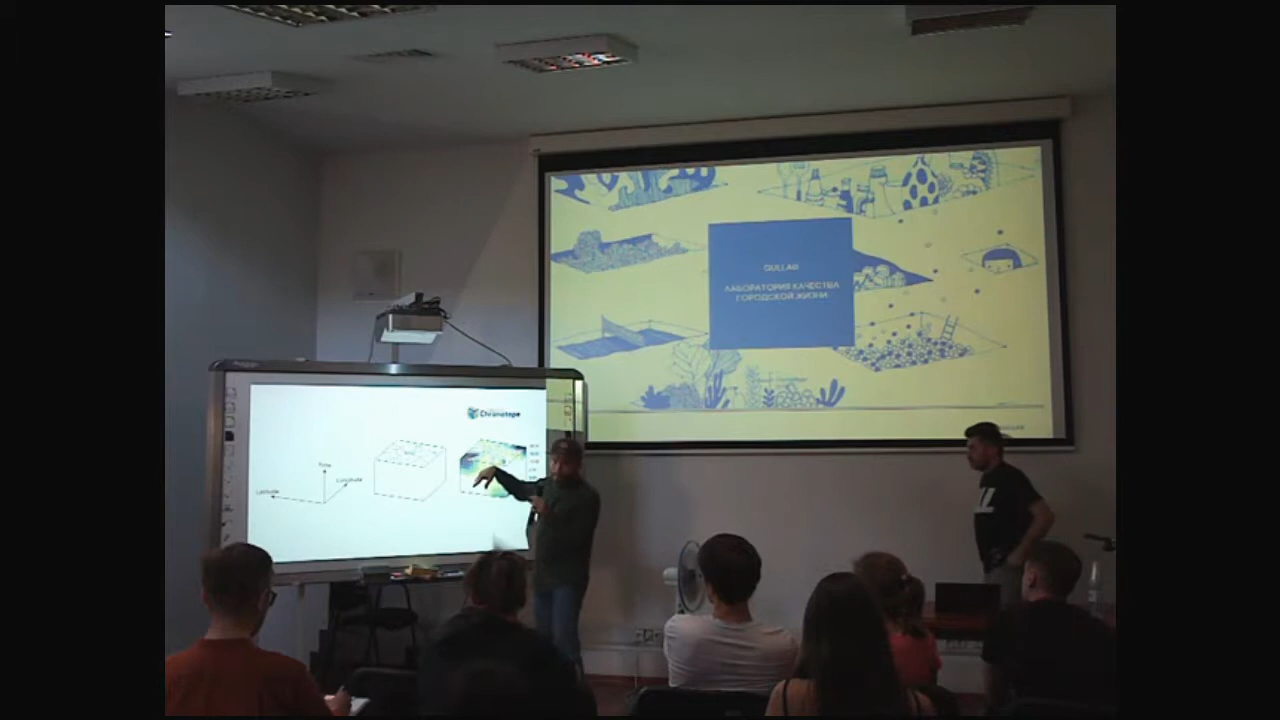 QULLAB
ЛАБОРАТОРИЯ КАЧЕСТВА
ГОРОДСКОЙ ЖИЗНИ
Chronotope
Time
Longitude
Latitude